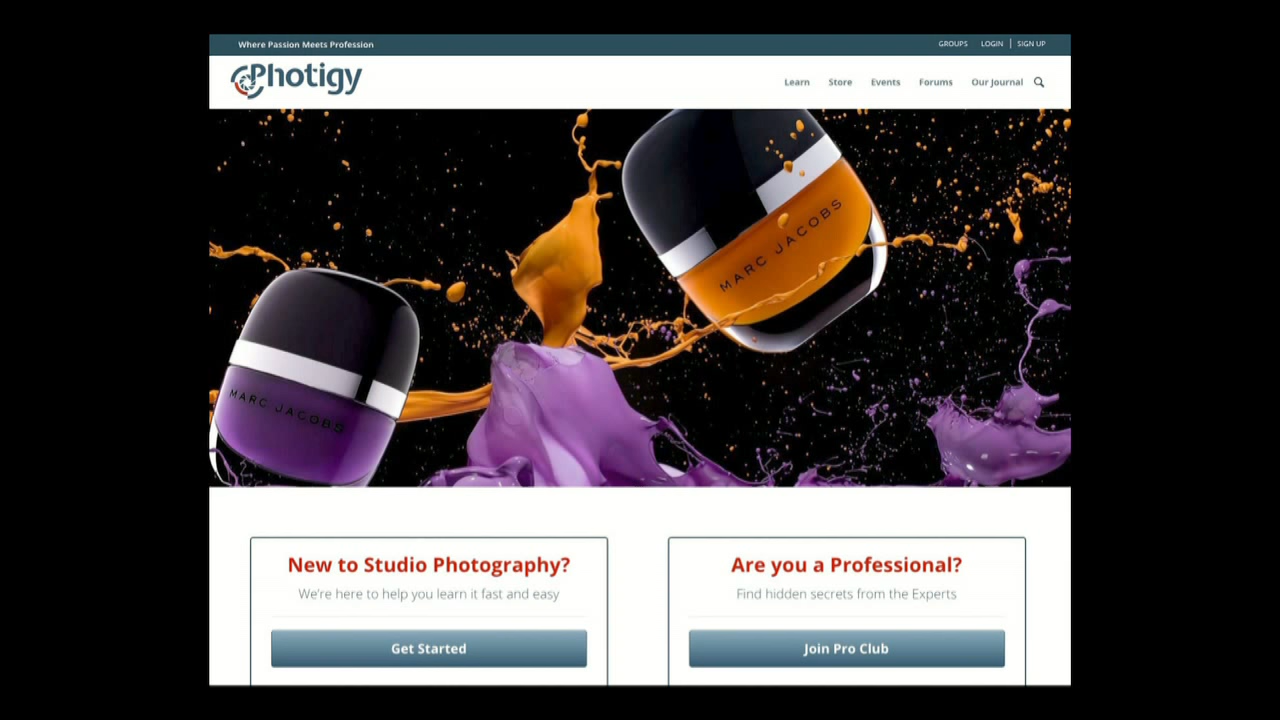 Where Passion Meets Profession
GROUPS LOGIN | SIGN UP
Photigy
Learn Store Events Forums Our Journal
MARC JACOBS
MARC JACOBS
New to Studio Photography?
We're here to help you learn it fast and easy
Get Started
Are you a Professional?
Find hidden secrets from the Experts
Join Pro Club